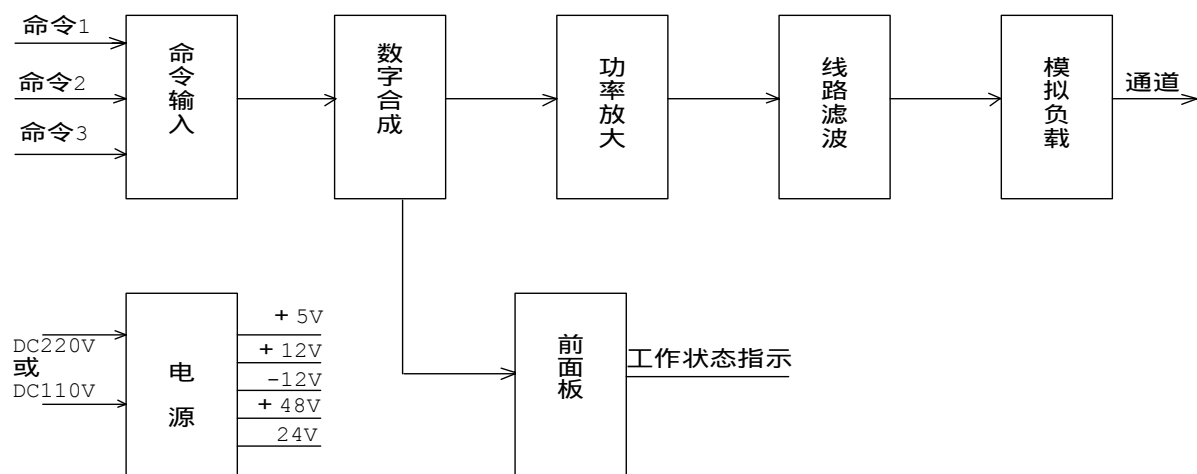 命令1
命令2
命令3
命令输入
数字合成
功率放大
线路滤波
模拟负载
通道
DC220V
或
DC110V
电源
+5V
+12V
-12V
+48V
24V
前面板
工作状态指示